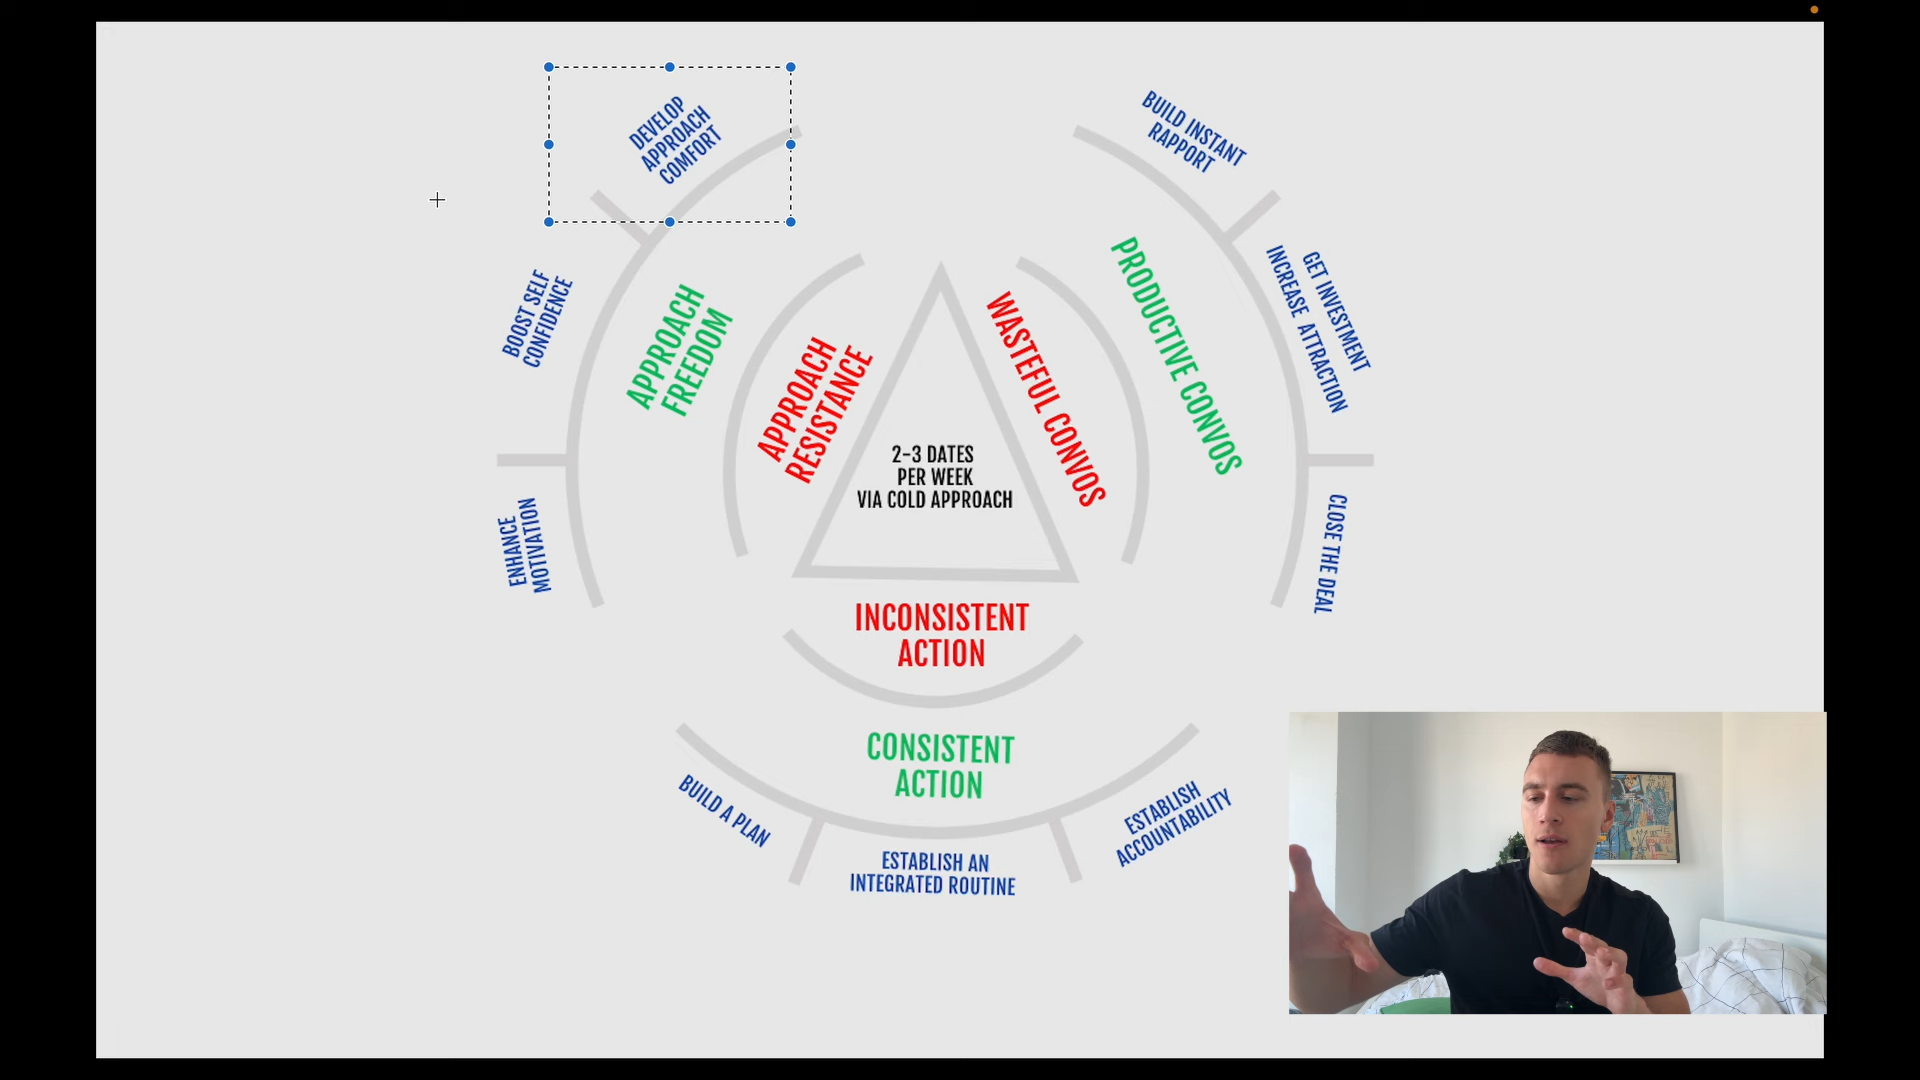 DEVELOP
APPROACH
COMFORT
BUILD INSTANT
RAPPORT
BOOST SELF
CONFIDENCE
APPROACH
FREEDOM
APPROACH
RESISTANCE
WASTEFUL CONVOS
PRODUCTIVE CONVOS
GET INVESTMENT
INCREASE ATTRACTION
2-3 DATES
PER WEEK
VIA COLD APPROACH
ENHANCE
MOTIVATION
CLOSE THE DEAL
INCONSISTENT
ACTION
CONSISTENT
ACTION
BUILD A PLAN
ESTABLISH AN
INTEGRATED ROUTINE
ESTABLISH
ACCOUNTABILITY